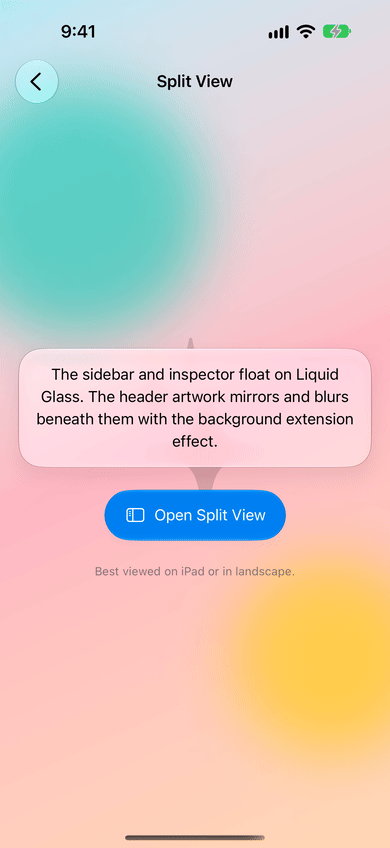 9:41
Split View
The sidebar and inspector float on Liquid
Glass. The header artwork mirrors and blurs
beneath them with the background extension
effect.
Open Split View
Best viewed on iPad or in landscape.